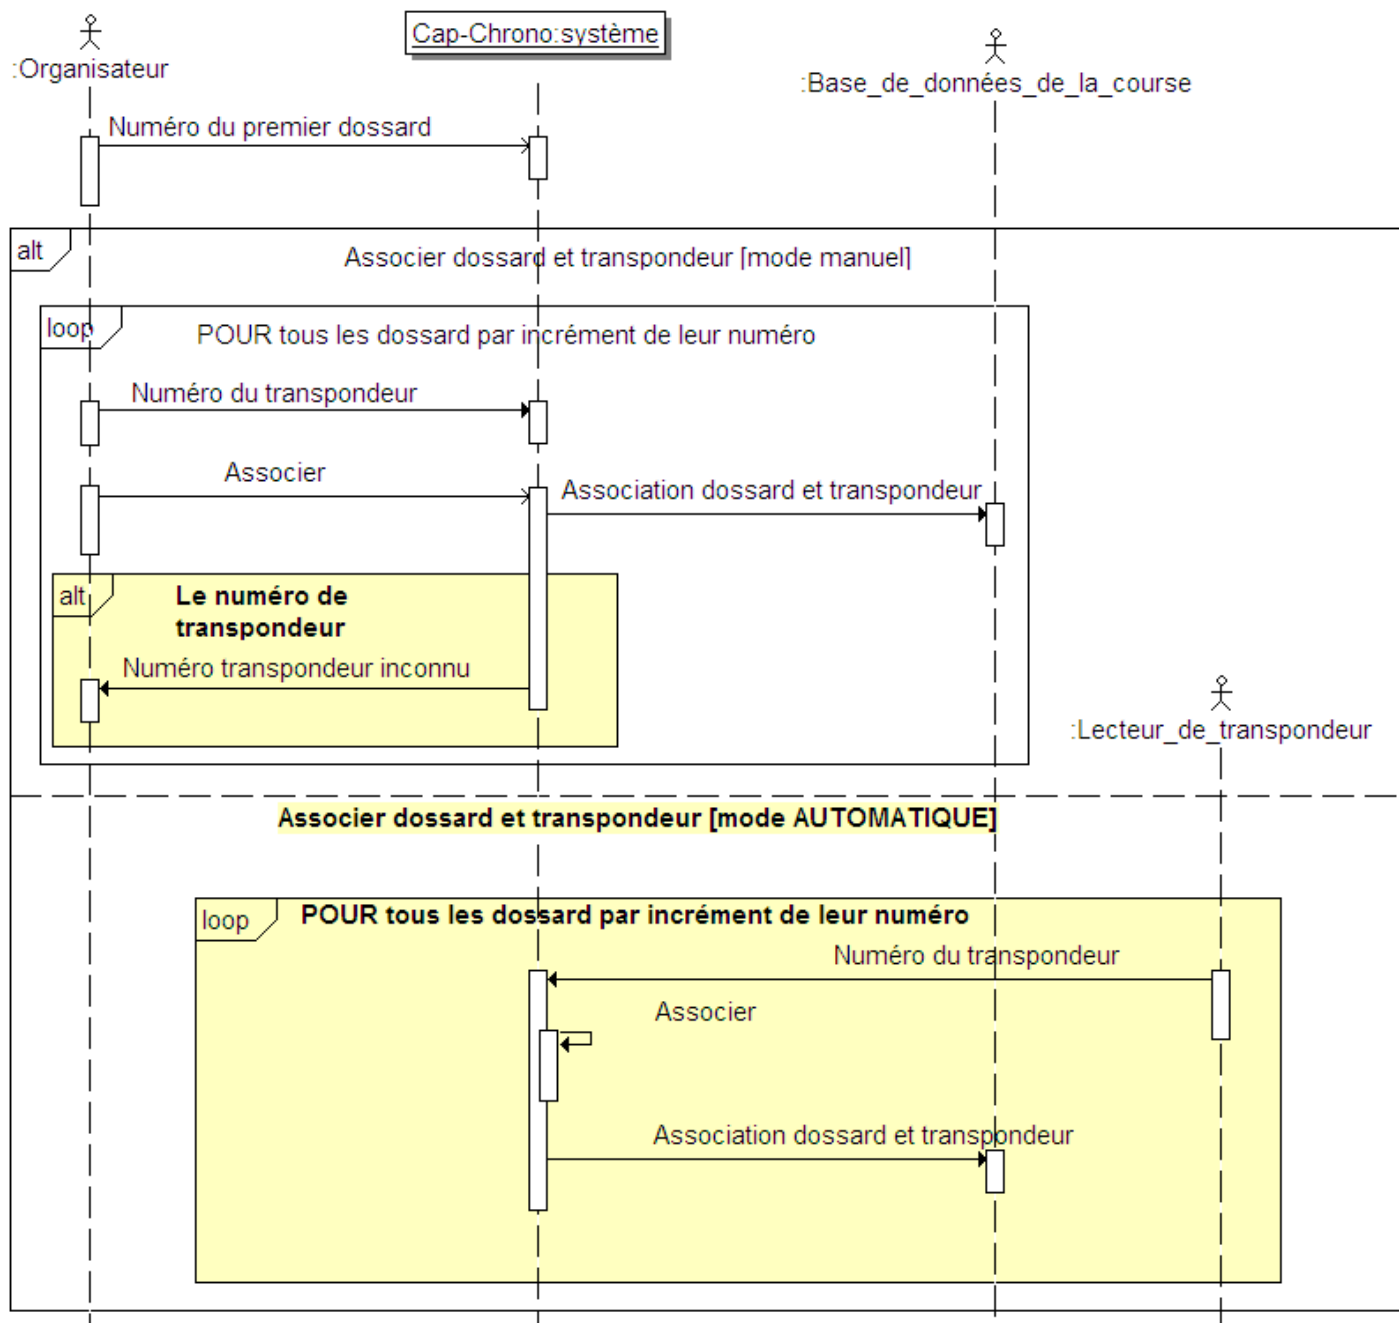 Cap-Chrono:système
:Organisateur
:Base_de_données_de_la_course
Numéro du premier dossard
alt
Associer dossard et transpondeur [mode manuel]
loop
POUR tous les dossard par incrément de leur numéro
Numéro du transpondeur
Associer
Association dossard et transpondeur
alt
Le numéro de
transpondeur
Numéro transpondeur inconnu
:Lecteur_de_transpondeur
Associer dossard et transpondeur [mode AUTOMATIQUE]
loop
POUR tous les dossard par incrément de leur numéro
Numéro du transpondeur
Associer
Association dossard et transpondeur